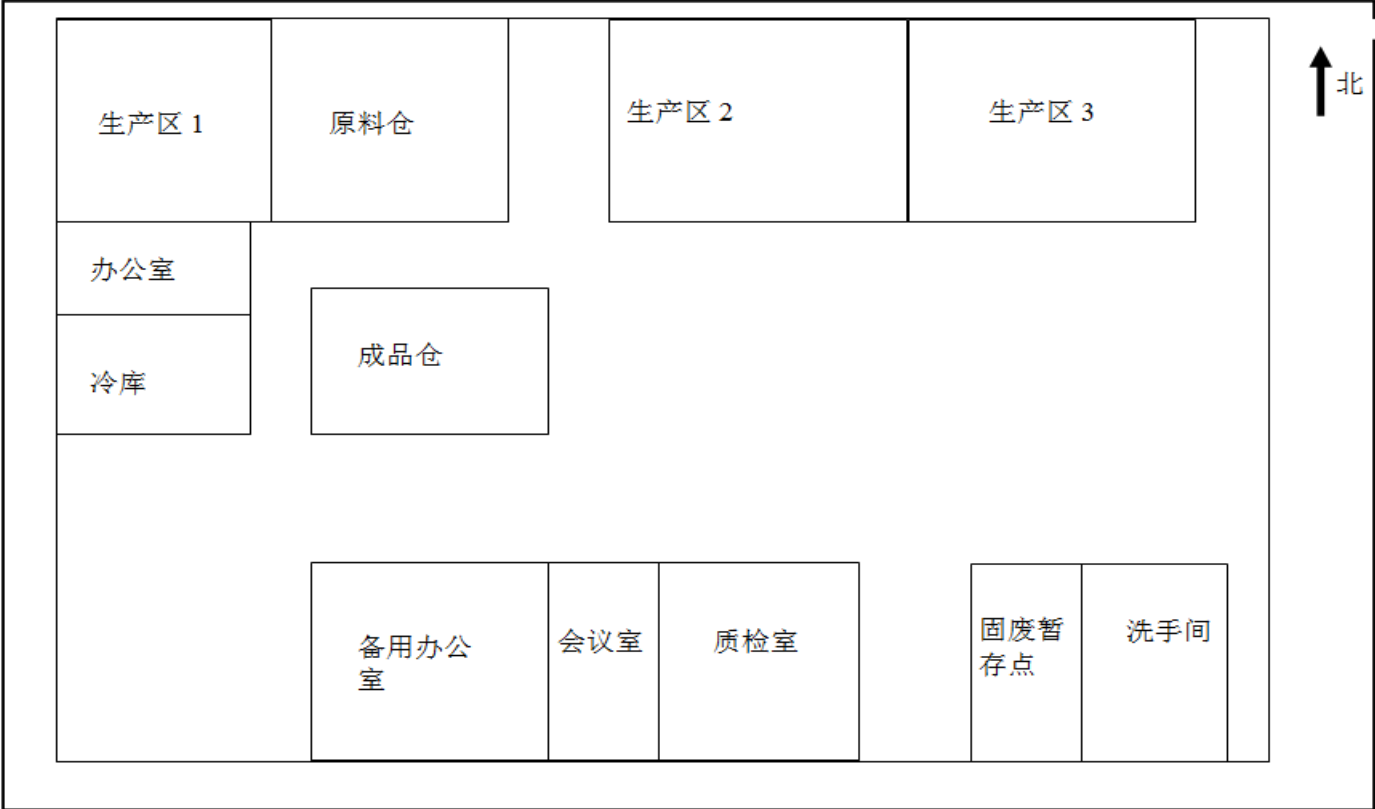 生产区 1
原料仓
生产区 2
生产区 3
北
办公室
成品仓
冷库
备用办公
室
会议室
质检室
固废暂
存点
洗手间